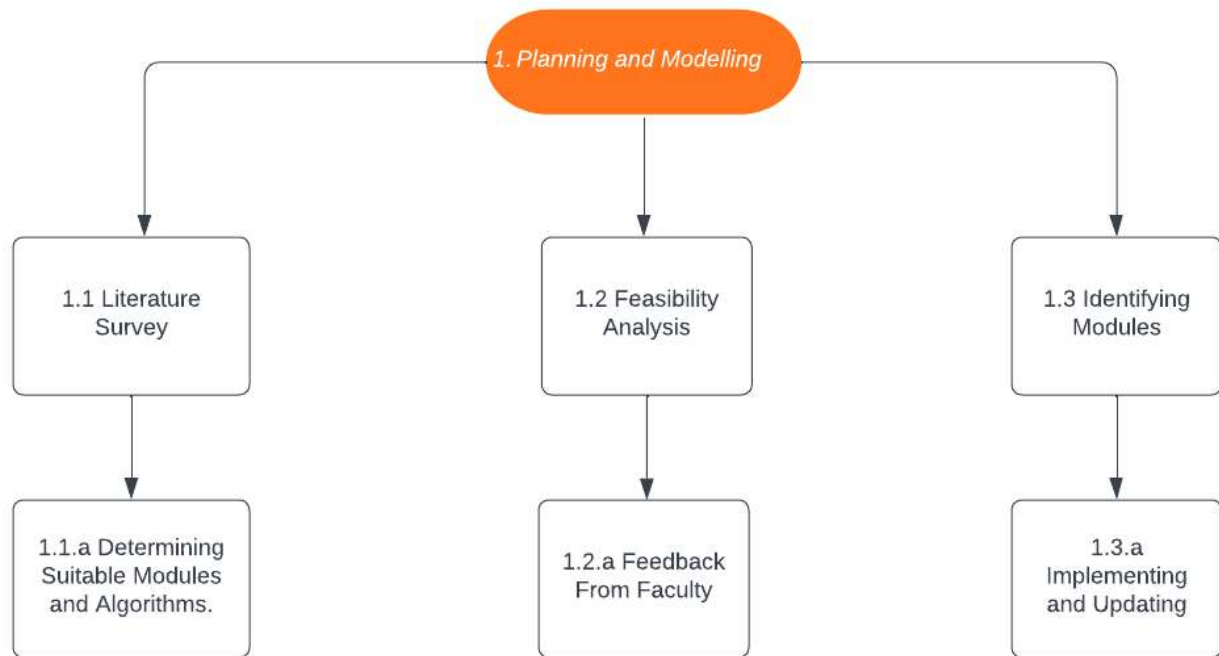 1. Planning and Modelling
1.1 Literature
Survey
1.2 Feasibility
Analysis
1.3 Identifying
Modules
1.1.a Determining
Suitable Modules
and Algorithms.
1.2.a Feedback
From Faculty
1.3.a
Implementing
and Updating